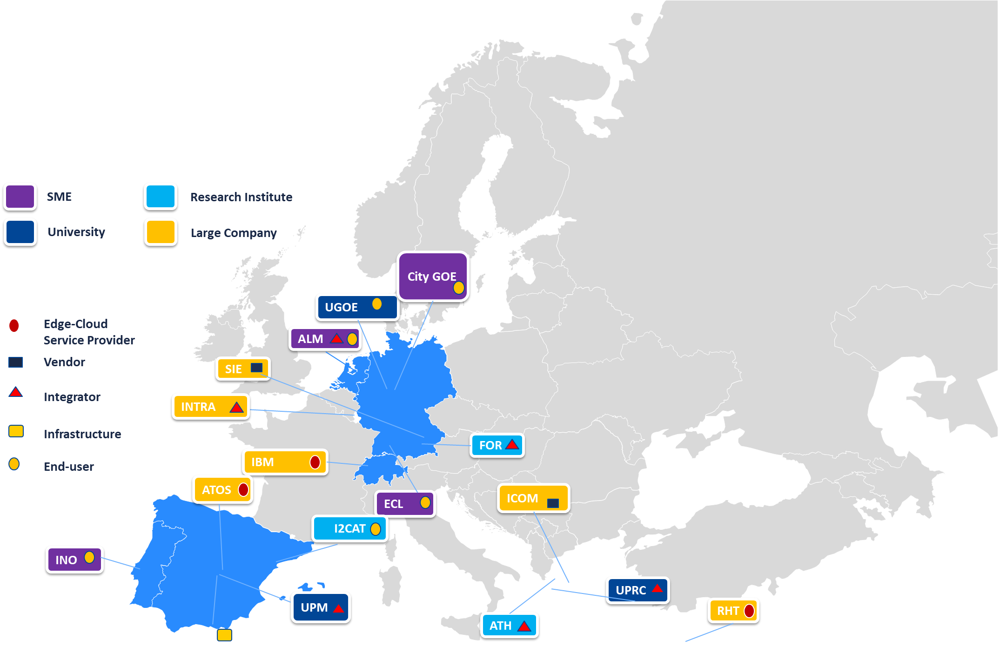 SME
Research Institute
University
Large Company
City GOE
UGOE
Edge-Cloud
Service Provider
ALM
Vendor
SIE
Integrator
INTRA
Infrastructure
FOR
End-user
IBM
ATOS
ICOM
ECL
I2CAT
INO
UPRC
UPM
RHT
ATH